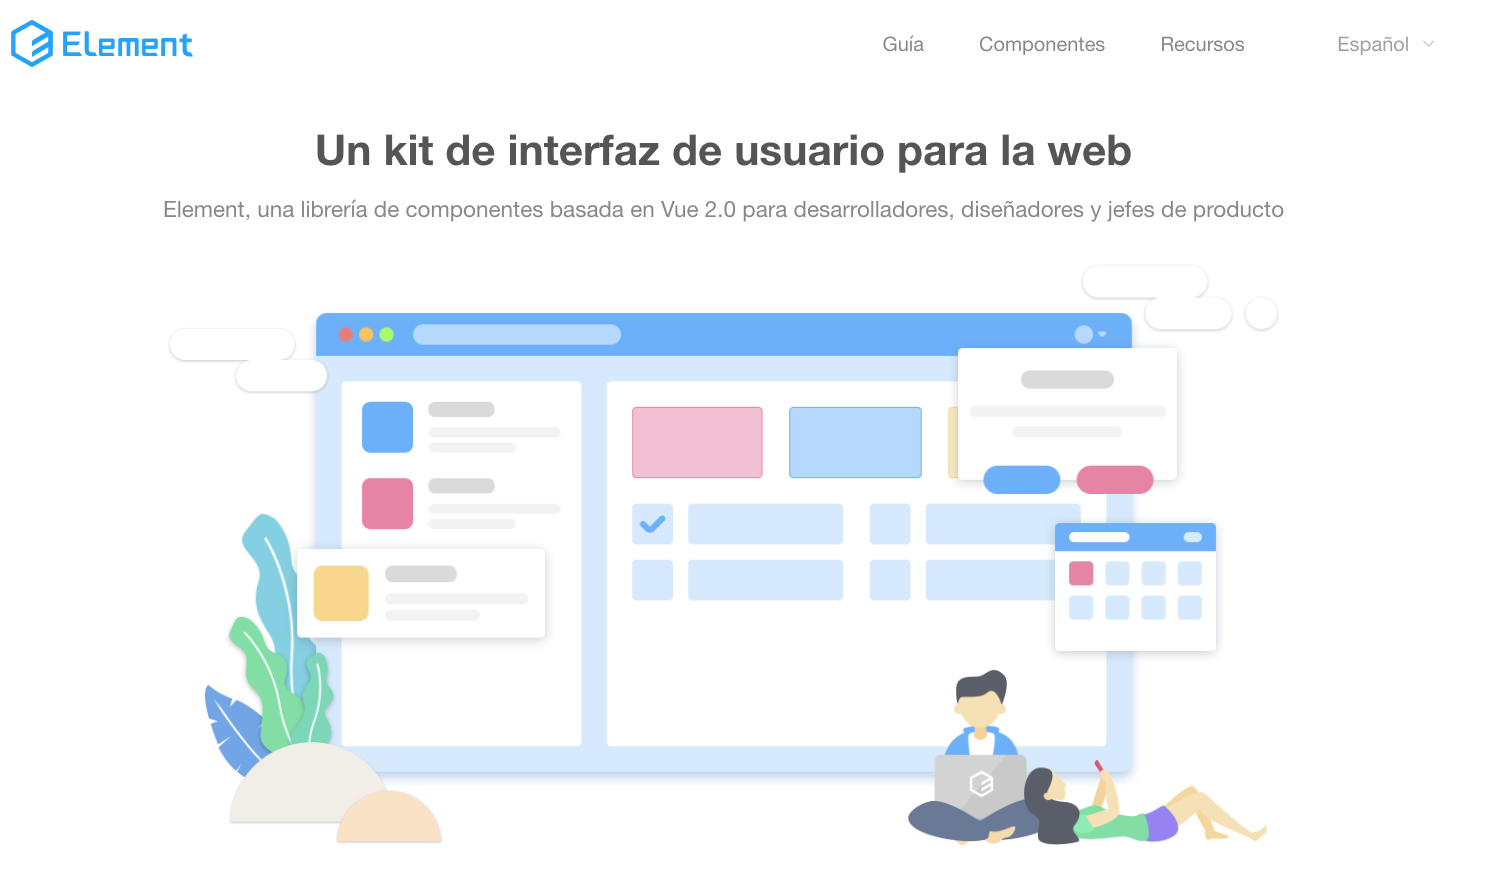 Element
Guía
Componentes
Recursos
Español
Un kit de interfaz de usuario para la web
Element, una librería de componentes basada en Vue 2.0 para desarrolladores, diseñadores y jefes de producto